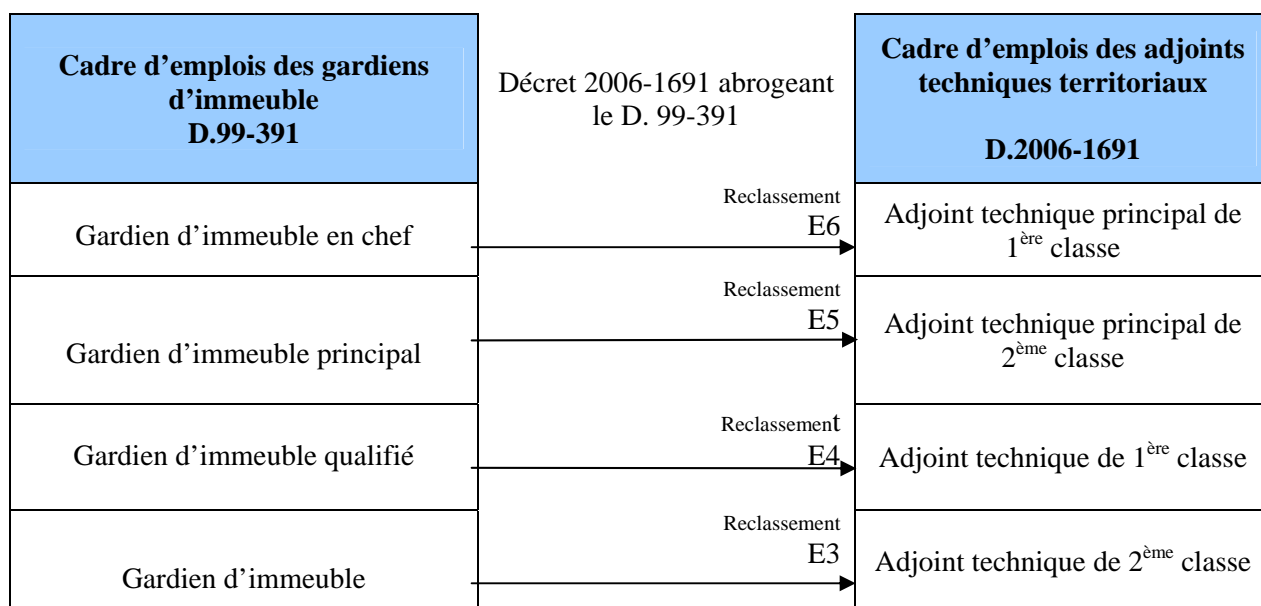 Cadre d'emplois des gardiens
d'immeuble
D.99-391
Décret 2006-1691 abrogeant
le D. 99-391
Cadre d'emplois des adjoints
techniques territoriaux
D.2006-1691
Gardien d'immeuble en chef
Reclassement
E6
Adjoint technique principal de
1ère classe
Gardien d'immeuble principal
Reclassement
E5
Adjoint technique principal de
2ème classe
Gardien d'immeuble qualifié
Reclassement
E4
Adjoint technique de 1ère classe
Gardien d'immeuble
Reclassement
E3
Adjoint technique de 2ème classe